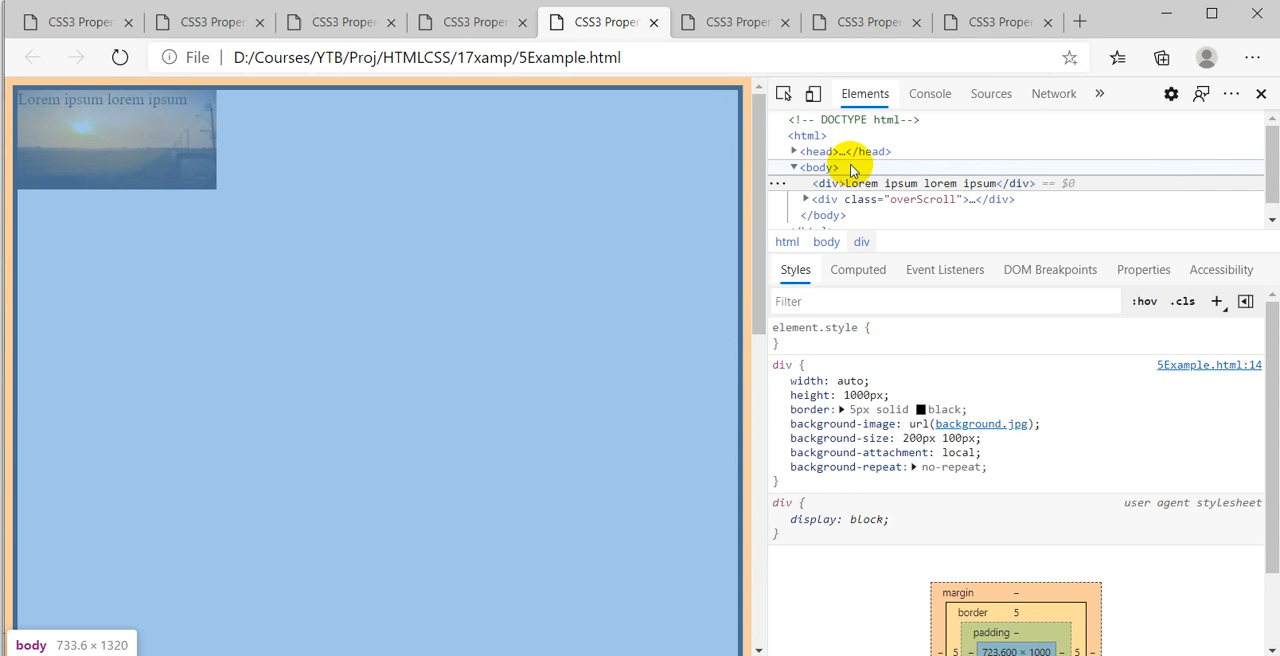 CSS3 Proper CSS3 Proper CSS3 Proper CSS3 Proper CSS3 Proper CSS3 Proper CSS3 Proper CSS3 Proper
File D:/Courses/YTB/Proj/HTMLCSS/17xamp/5Example.html
Lorem ipsum lorem ipsum
body 733.6 × 1320
Elements Console Sources Network »
<!-- DOCTYPE html-->
<html>
<head>…</head>
<body>
<div>Lorem ipsum lorem ipsum</div> == $0
<div class="overScroll">…</div>
</body>
html body div
Styles Computed Event Listeners DOM Breakpoints Properties Accessibility
Filter :hov .cls +
element.style {
}
div { 5Example.html:14
width: auto;
height: 1000px;
border: 5px solid black;
background-image: url(background.jpg);
background-size: 200px 100px;
background-attachment: local;
background-repeat: no-repeat;
}
div { user agent stylesheet
display: block;
}
margin –
border 5
padding –
– 5 – 723.600 × 1000 – 5 –